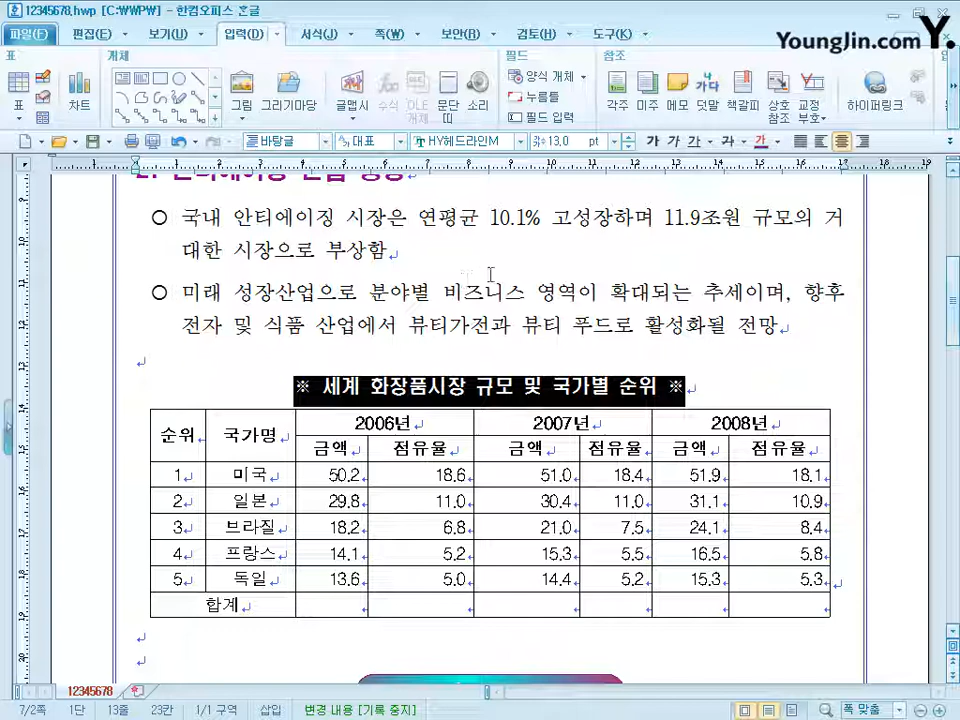 12345678.hwp [C:\WWPW] - 한컴오피스 한글
파일(F) 편집(E) 보기(U) 입력(D) 서식(J) 쪽(W) 보안(R) 검토(H) 도구(K)
YoungJin.com Y.
표 개체 필드 참조
표 차트 그림 그리기마당 글맵시 수식 OLE 개체 문단 띠 소리 양식 개체 누름틀 필드 입력 각주 미주 메모 덧말 책갈피 상호 참조 교정 부호 하이퍼링크
바탕글 대표 HY헤드라인M 13,0 pt 가 가 가 가 가
○ 국내 안티에이징 시장은 연평균 10.1% 고성장하며 11.9조원 규모의 거
대한 시장으로 부상함
○ 미래 성장산업으로 분야별 비즈니스 영역이 확대되는 추세이며, 향후
전자 및 식품 산업에서 뷰티가전과 뷰티 푸드로 활성화될 전망
※ 세계 화장품시장 규모 및 국가별 순위 ※
순위 국가명 2006년 2007년 2008년
금액 점유율 금액 점유율 금액 점유율
1 미국 50.2 18.6 51.0 18.4 51.9 18.1
2 일본 29.8 11.0 30.4 11.0 31.1 10.9
3 브라질 18.2 6.8 21.0 7.5 24.1 8.4
4 프랑스 14.1 5.2 15.3 5.5 16.5 5.8
5 독일 13.6 5.0 14.4 5.2 15.3 5.3
합계
12345678
7/2쪽 1단 13줄 23칸 1/1 구역 삽입 변경 내용 [기록 중지] 폭 맞춤